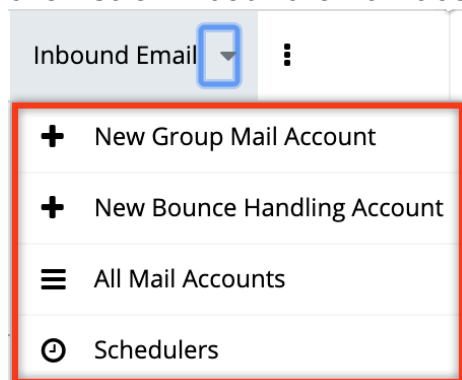 Inbound Email
New Group Mail Account
New Bounce Handling Account
All Mail Accounts
Schedulers